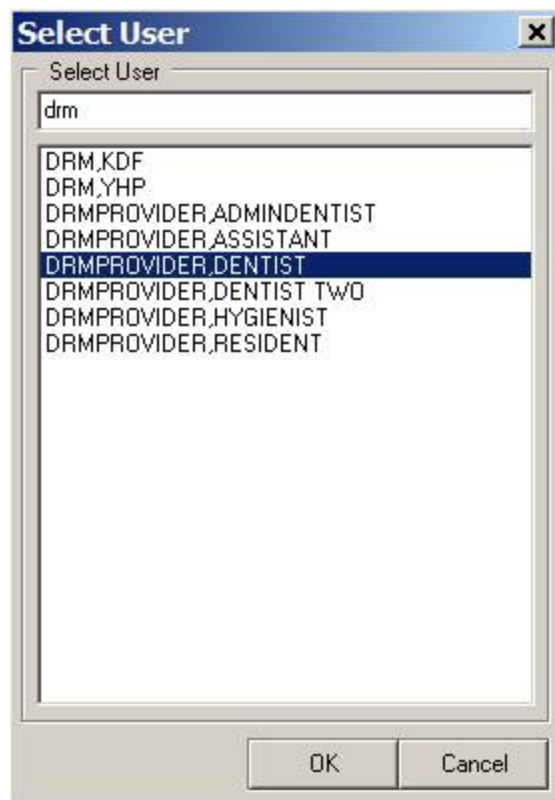 Select User
Select User
drm
DRM,KDF
DRM,YHP
DRMPROVIDER,ADMINDENTIST
DRMPROVIDER,ASSISTANT
DRMPROVIDER,DENTIST
DRMPROVIDER,DENTIST TWO
DRMPROVIDER,HYGIENIST
DRMPROVIDER,RESIDENT
OK Cancel